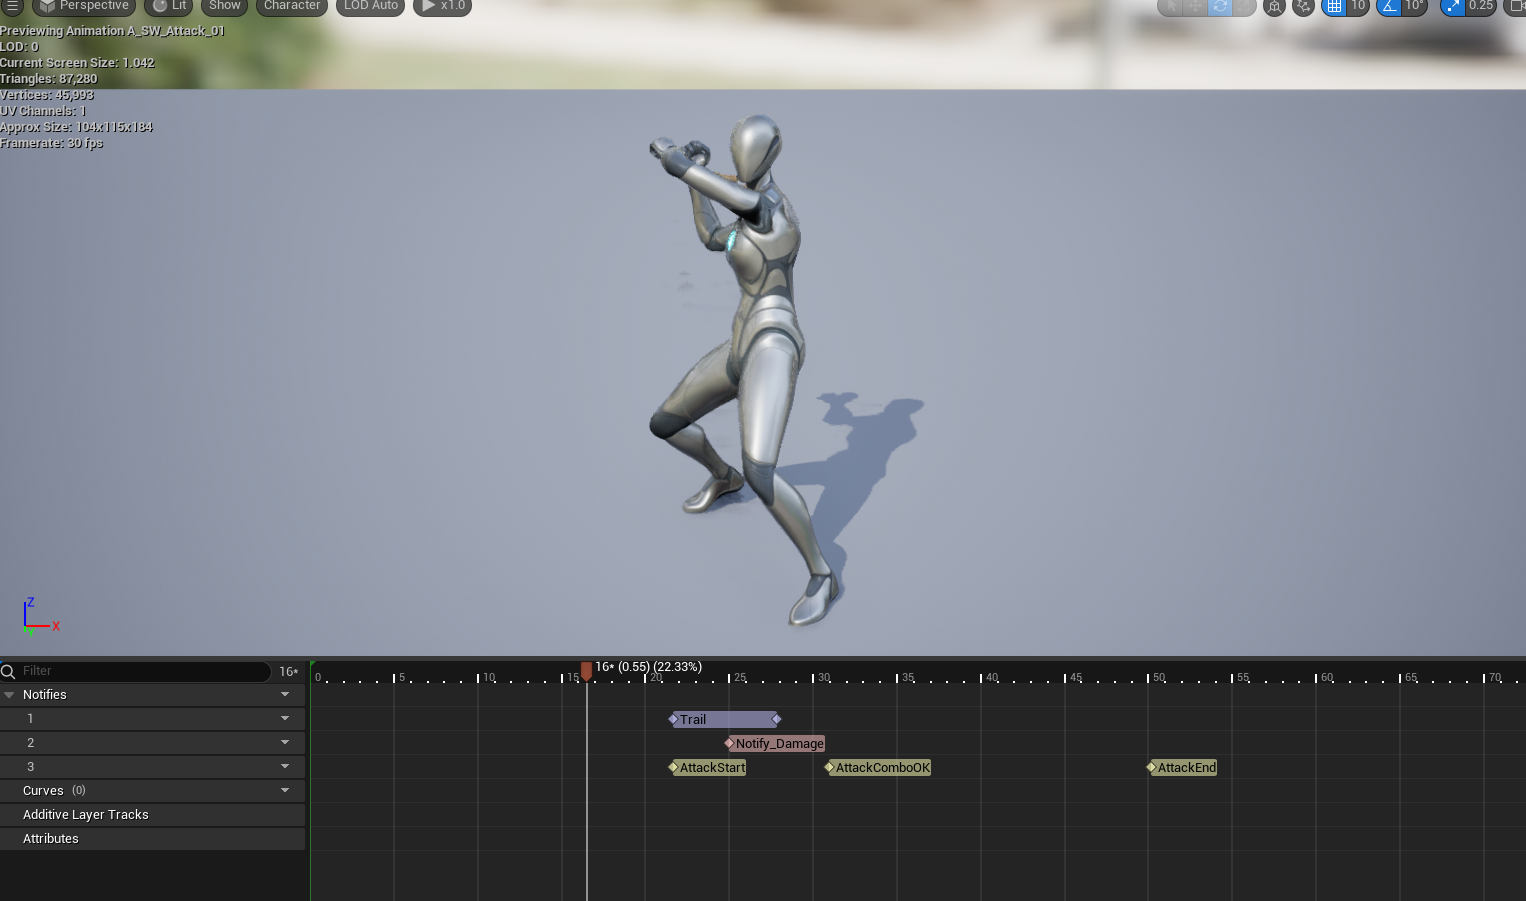 Perspective Lit Show Character LOD Auto x1.0 10 10° 0.25
Previewing Animation A_SW_Attack_01
LOD: 0
Current Screen Size: 1.042
Triangles: 87,280
Vertices: 45,993
UV Channels: 1
Approx Size: 104x115x184
Framerate: 30 fps
Z
X
Y
Filter 16* 16* (0.55) (22.33%)
0 5 10 15 20 25 30 35 40 45 50 55 60 65 70
Notifies
1 Trail
2 Notify_Damage
3 AttackStart AttackComboOK AttackEnd
Curves (0)
Additive Layer Tracks
Attributes